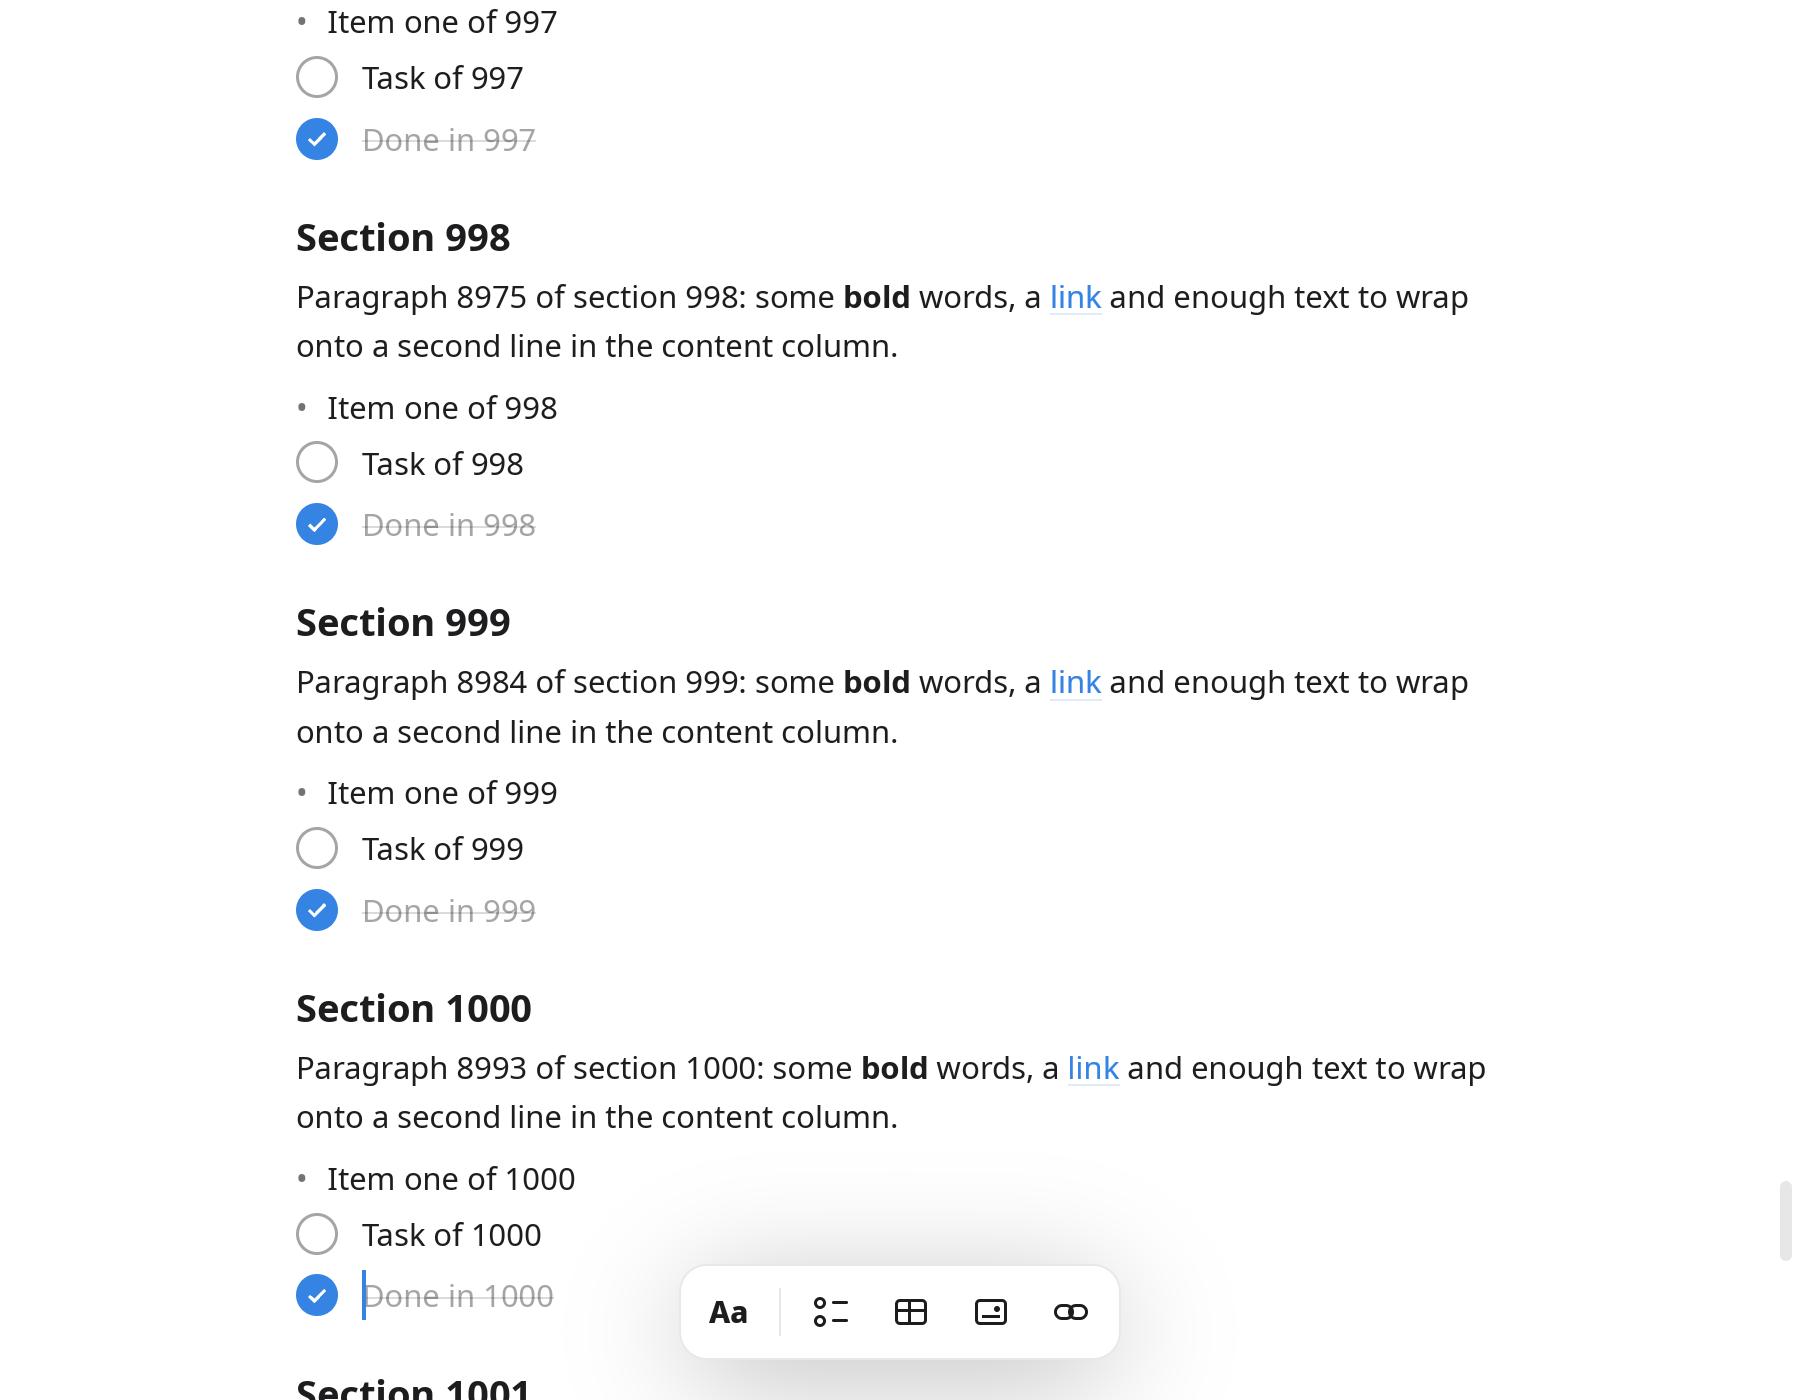 • Item one of 997
Task of 997
Done in 997
Section 998
Paragraph 8975 of section 998: some bold words, a link and enough text to wrap
onto a second line in the content column.
• Item one of 998
Task of 998
Done in 998
Section 999
Paragraph 8984 of section 999: some bold words, a link and enough text to wrap
onto a second line in the content column.
• Item one of 999
Task of 999
Done in 999
Section 1000
Paragraph 8993 of section 1000: some bold words, a link and enough text to wrap
onto a second line in the content column.
• Item one of 1000
Task of 1000
Done in 1000
Aa
Section 1001